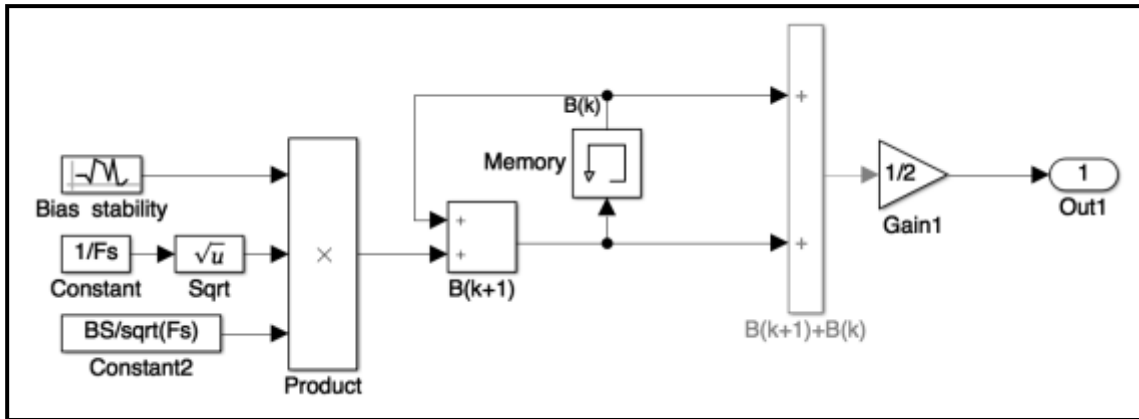 B(k)
+
Memory
1/2
1
Bias stability
Gain1
Out1
+
1/Fs
√u
×
+
+
Constant
Sqrt
B(k+1)
BS/sqrt(Fs)
B(k+1)+B(k)
Constant2
Product